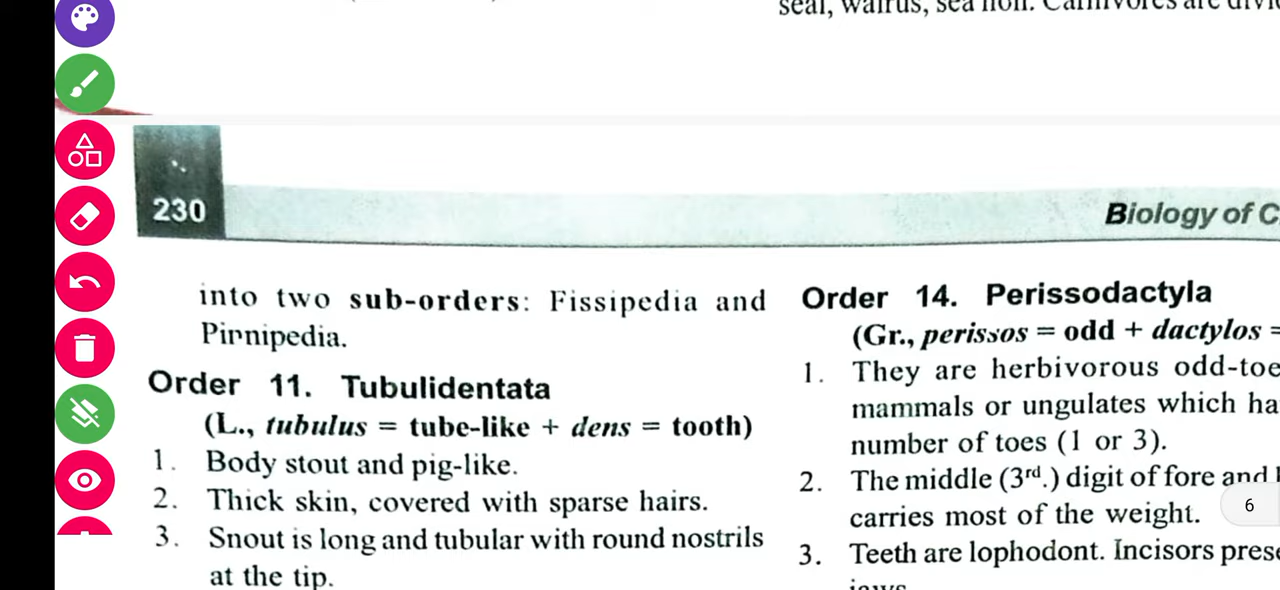 seal, walrus, sea lion. Carnivores are
230
Biology of C
into two sub-orders: Fissipedia and
Pinnipedia.
Order 11. Tubulidentata
(L., tubulus = tube-like + dens = tooth)
1. Body stout and pig-like.
2. Thick skin, covered with sparse hairs.
3. Snout is long and tubular with round nostrils
at the tip.
Order 14. Perissodactyla
(Gr., perissos = odd + dactylos =
1. They are herbivorous odd-toe
mammals or ungulates which ha
number of toes (1 or 3).
2. The middle (3rd.) digit of fore and
carries most of the weight.
3. Teeth are lophodont. Incisors prese
jaws
6